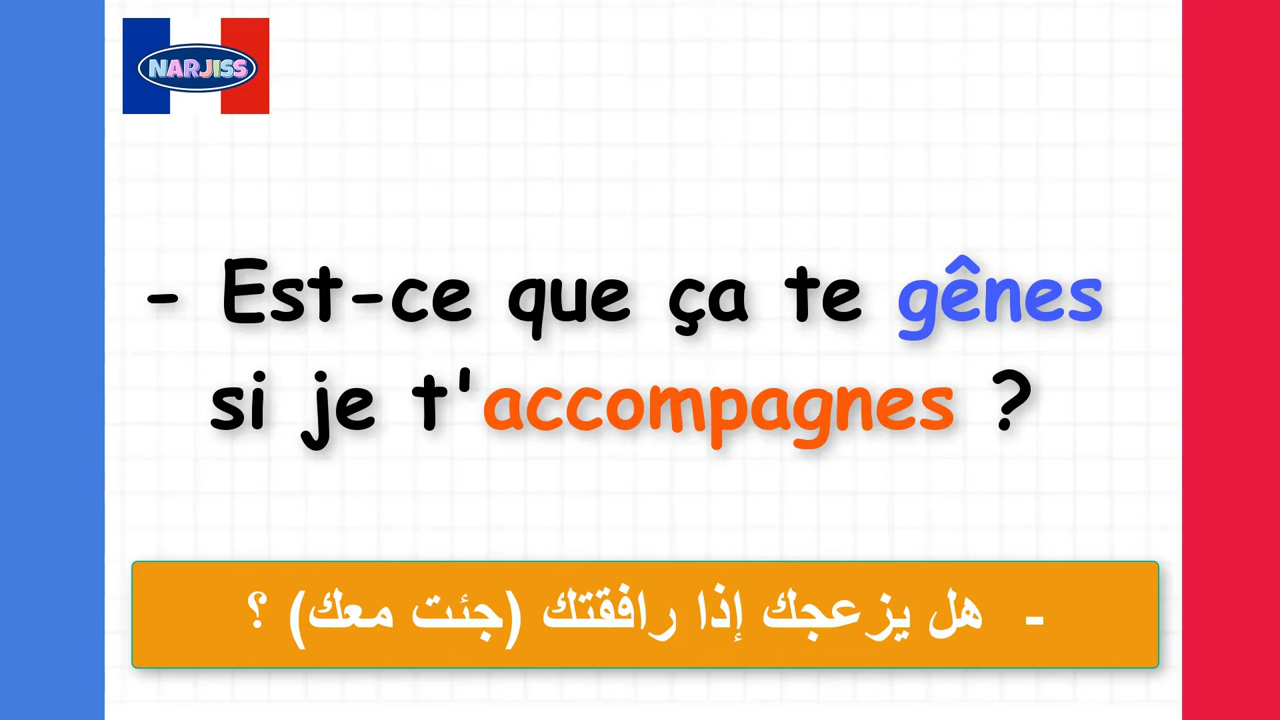 NARJISS
- Est-ce que ça te gênes
si je t'accompagnes ?
- هل يزعجك إذا رافقتك (جئت معك) ؟